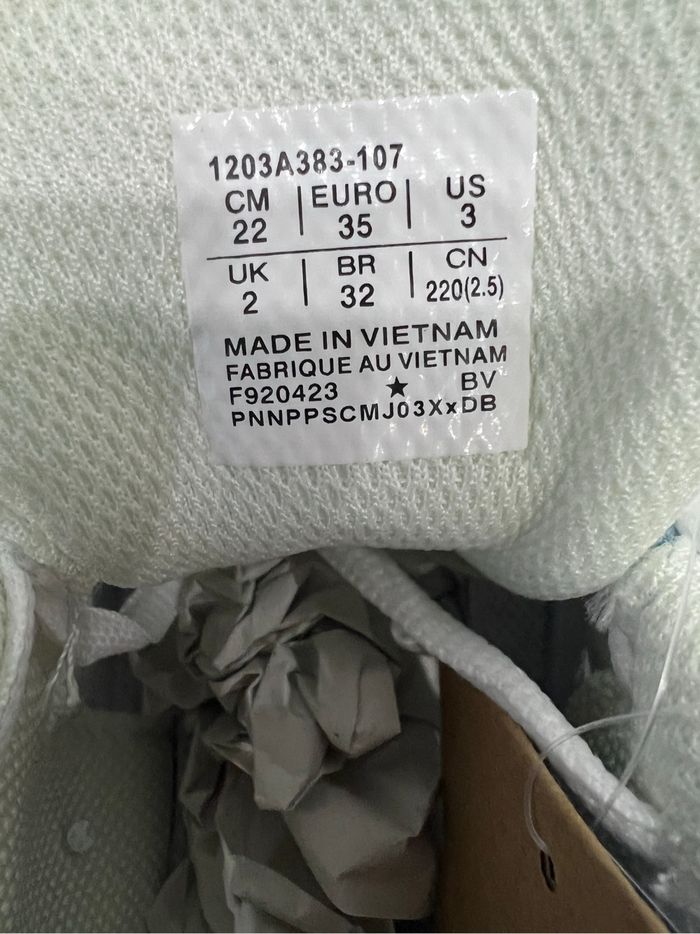 1203A383-107
CM | EURO | US
22 | 35 | 3
UK | BR | CN
2 | 32 | 220(2.5)
MADE IN VIETNAM
FABRIQUE AU VIETNAM
F920423 ★ BV
PNNPPSCMJ03XxDB